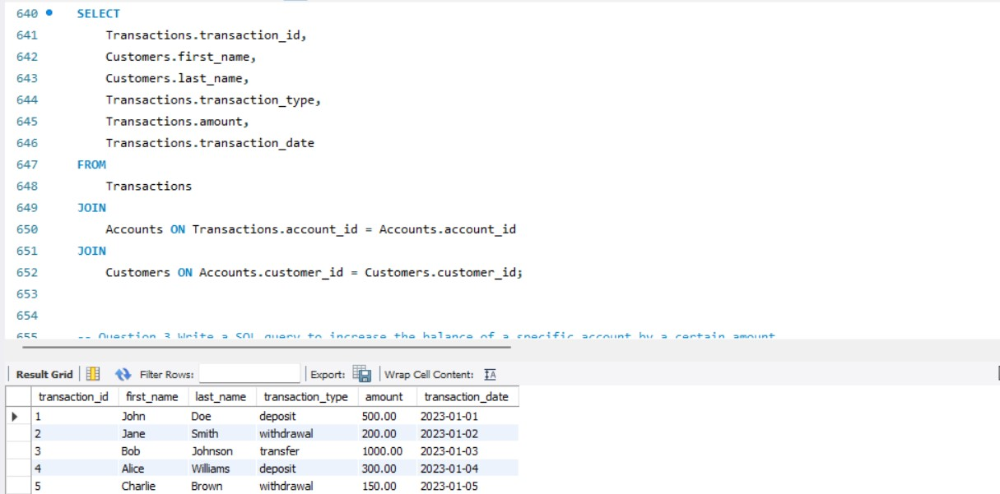 640 SELECT
641 Transactions.transaction_id,
642 Customers.first_name,
643 Customers.last_name,
644 Transactions.transaction_type,
645 Transactions.amount,
646 Transactions.transaction_date
647 FROM
648 Transactions
649 JOIN
650 Accounts ON Transactions.account_id = Accounts.account_id
651 JOIN
652 Customers ON Accounts.customer_id = Customers.customer_id;
653
654
655 -- Question 3 Write a SQL query to increase the balance of a specific account by a certain amount
Result Grid Filter Rows: Export: Wrap Cell Content: IA
transaction_id first_name last_name transaction_type amount transaction_date
1 John Doe deposit 500.00 2023-01-01
2 Jane Smith withdrawal 200.00 2023-01-02
3 Bob Johnson transfer 1000.00 2023-01-03
4 Alice Williams deposit 300.00 2023-01-04
5 Charlie Brown withdrawal 150.00 2023-01-05